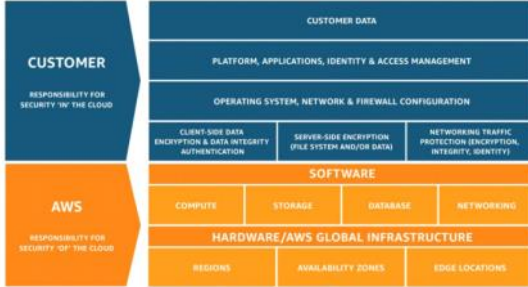 CUSTOMER
RESPONSIBILITY FOR
SECURITY 'IN' THE CLOUD
CUSTOMER DATA
PLATFORM, APPLICATIONS, IDENTITY & ACCESS MANAGEMENT
OPERATING SYSTEM, NETWORK & FIREWALL CONFIGURATION
CLIENT-SIDE DATA
ENCRYPTION & DATA INTEGRITY
AUTHENTICATION
SERVER-SIDE ENCRYPTION
(FILE SYSTEM AND/OR DATA)
NETWORKING TRAFFIC
PROTECTION (ENCRYPTION,
INTEGRITY, IDENTITY)
AWS
RESPONSIBILITY FOR
SECURITY 'OF' THE CLOUD
SOFTWARE
COMPUTE
STORAGE
DATABASE
NETWORKING
HARDWARE/AWS GLOBAL INFRASTRUCTURE
REGIONS
AVAILABILITY ZONES
EDGE LOCATIONS